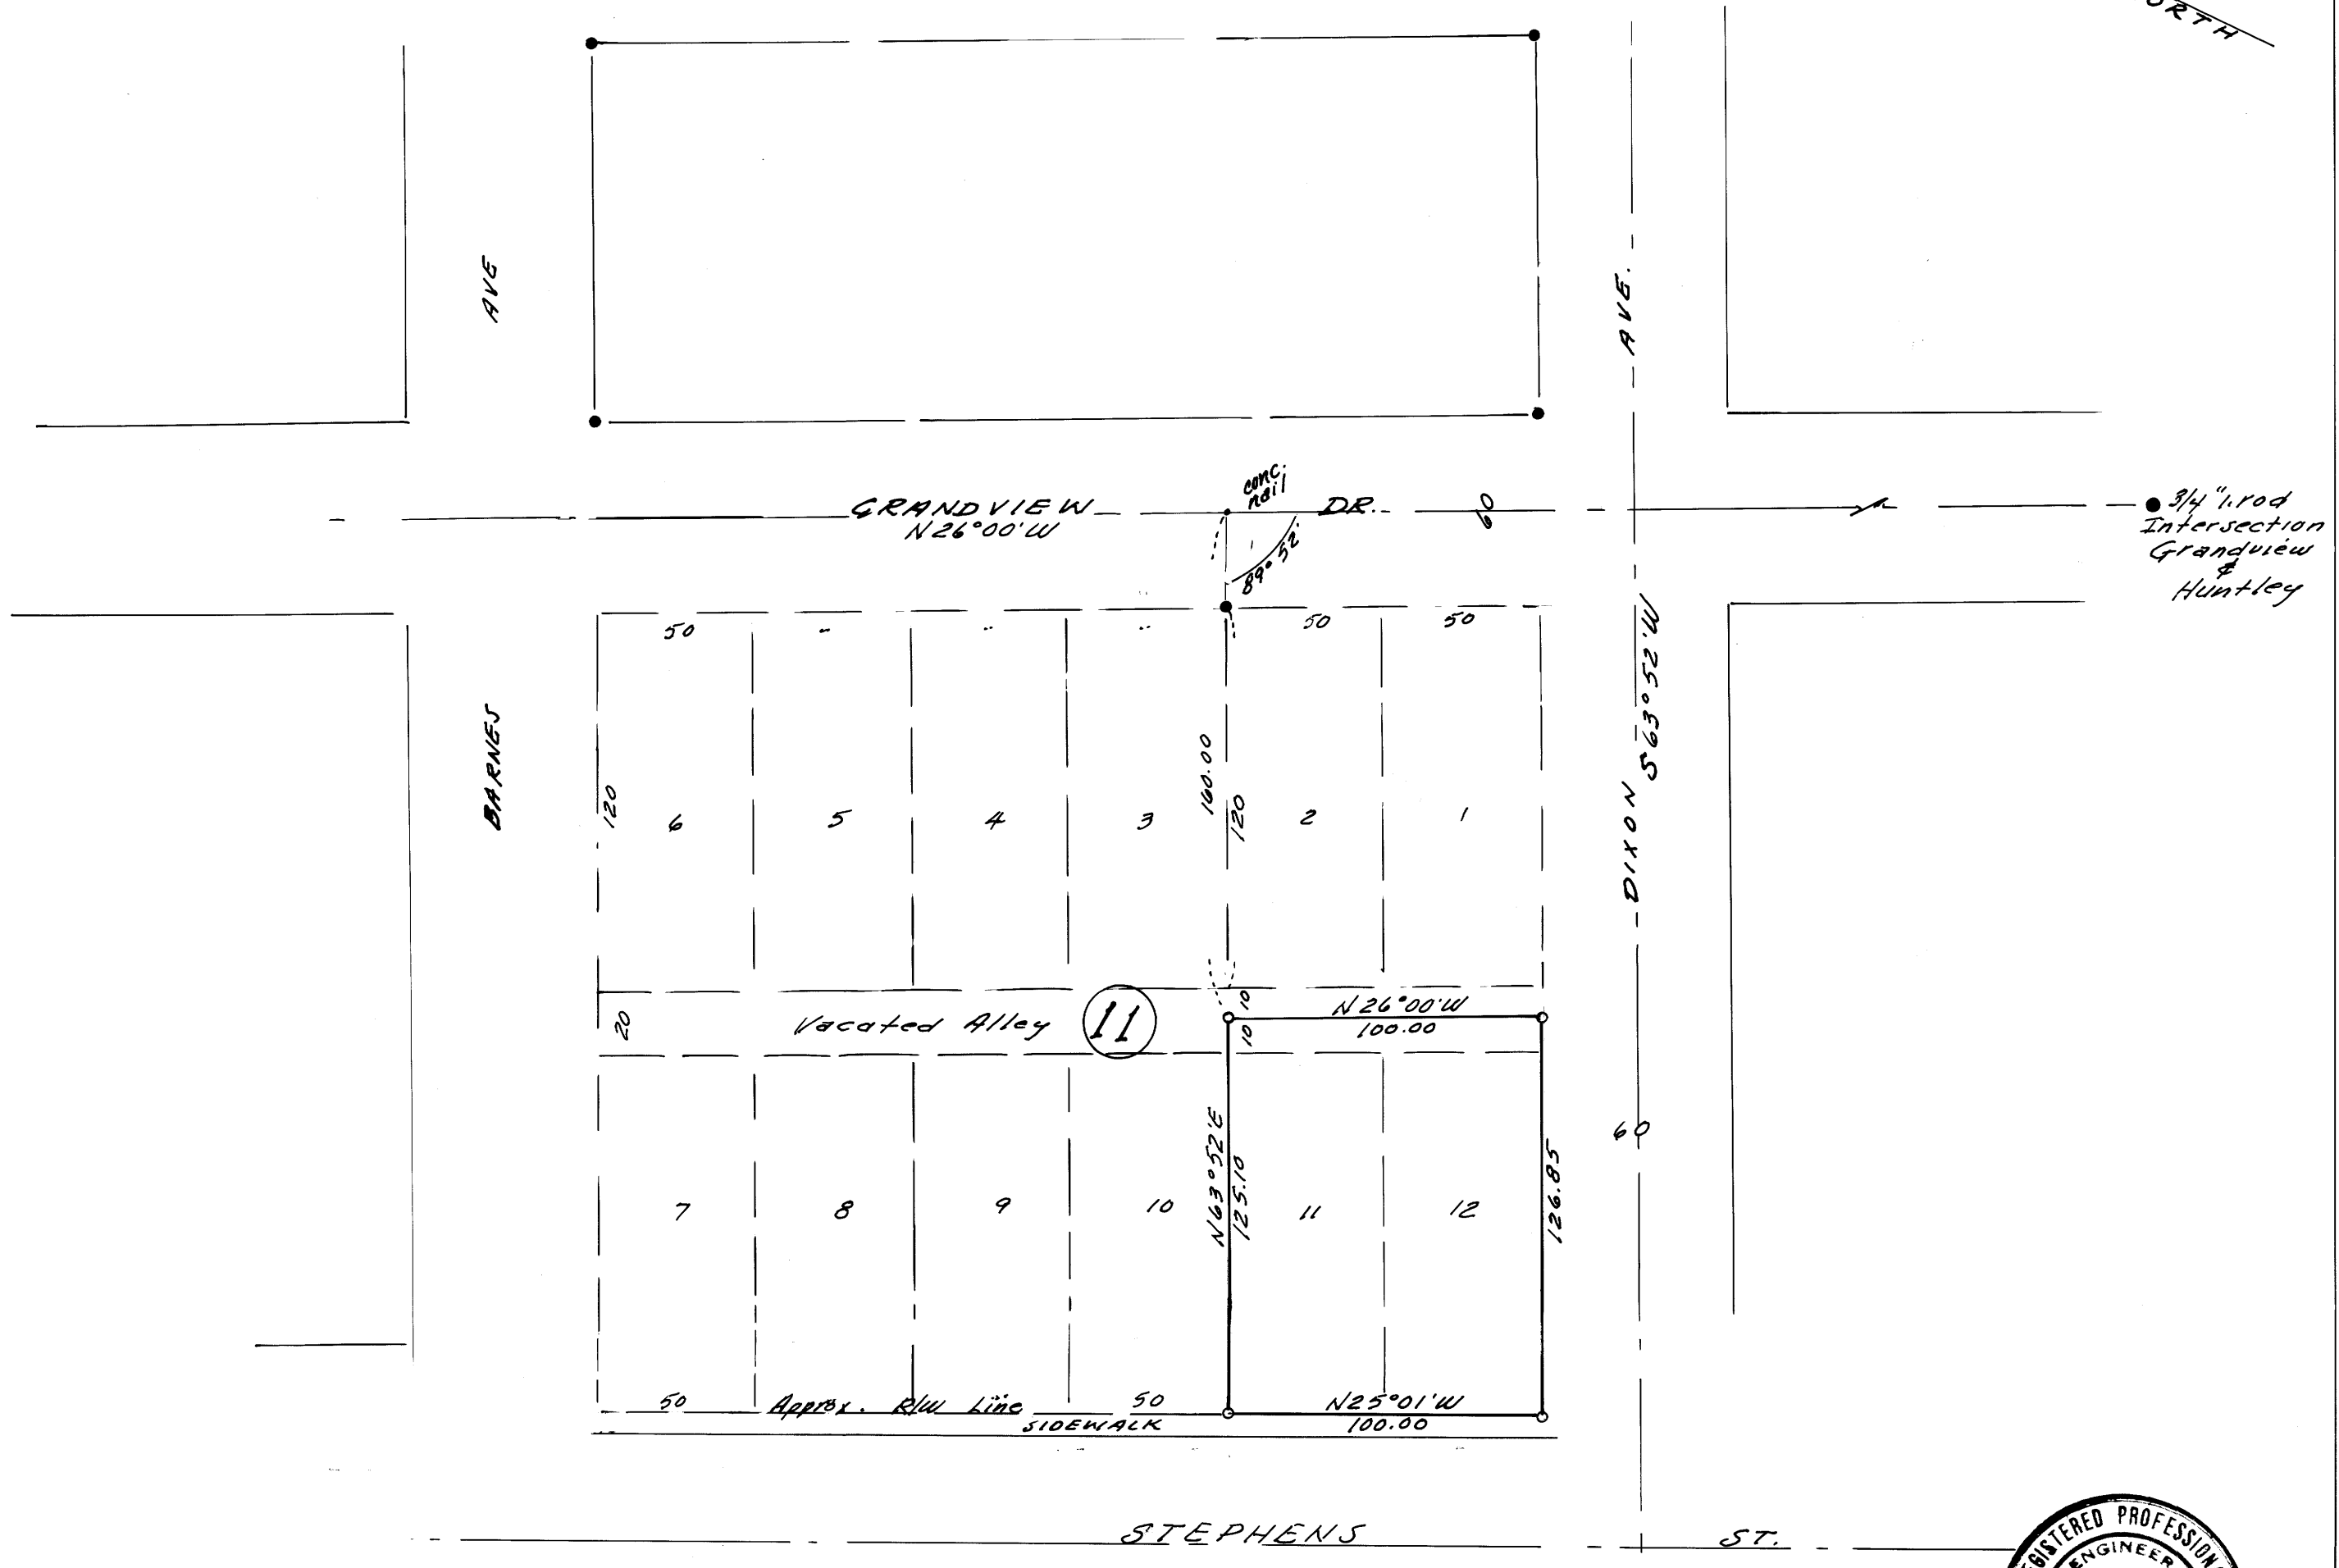 ORTH
AVE
AVE.
conc.
nail
GRANDVIEW DR.
N26°00'W
60
3/4" i.rod
Intersection
Grandview
&
Huntley
89° 52'
50 " " " 50 50
S63°52'W
BARNES
DIXON
120
160.00
120
6 5 4 3 2 1
20
Vacated Alley
11
10
10
N26°00'W
100.00
60
N63°52'E
125.10
126.85
7 8 9 10 11 12
50
Approx. R/W Line
50
SIDEWALK
N25°01'W
100.00
STEPHENS ST.
GISTERED PROFESSION
ENGINEER